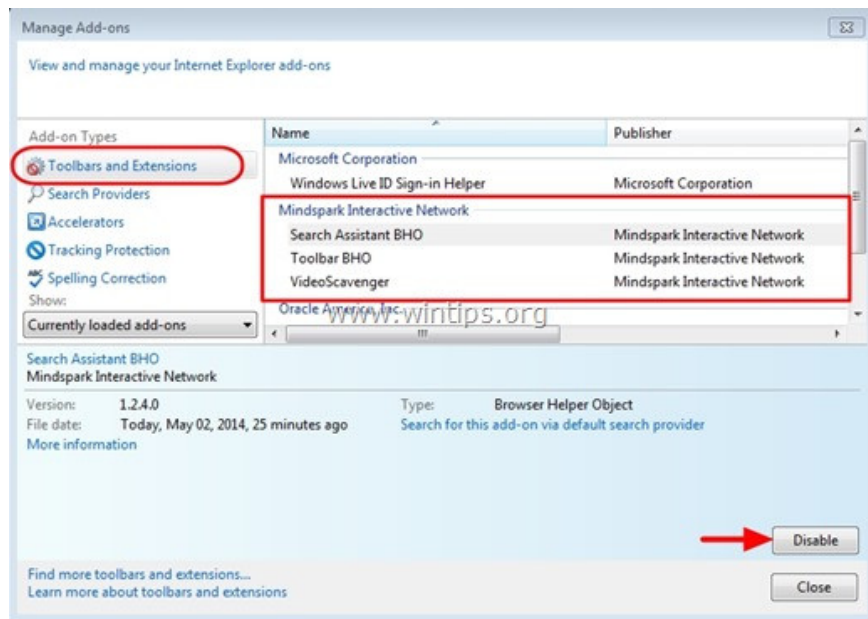 Manage Add-ons
View and manage your Internet Explorer add-ons
Add-on Types
Toolbars and Extensions
Search Providers
Accelerators
Tracking Protection
Spelling Correction
Show:
Currently loaded add-ons
Name Publisher
Microsoft Corporation
Windows Live ID Sign-in Helper Microsoft Corporation
Mindspark Interactive Network
Search Assistant BHO Mindspark Interactive Network
Toolbar BHO Mindspark Interactive Network
VideoScavenger Mindspark Interactive Network
Oracle America, Inc.
www.wintips.org
Search Assistant BHO
Mindspark Interactive Network
Version: 1.2.4.0 Type: Browser Helper Object
File date: Today, May 02, 2014, 25 minutes ago Search for this add-on via default search provider
More information
Disable
Find more toolbars and extensions...
Learn more about toolbars and extensions
Close